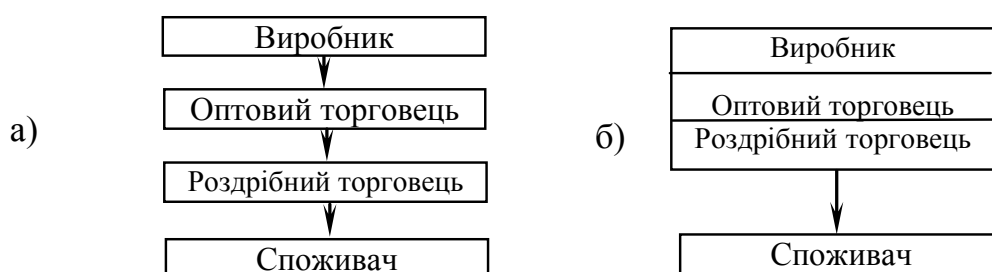 а)
Виробник
Оптовий торговець
Роздрібний торговець
Споживач
б)
Виробник
Оптовий торговець
Роздрібний торговець
Споживач